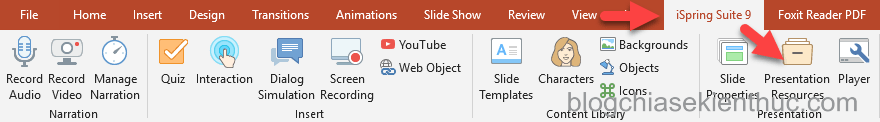 File Home Insert Design Transitions Animations Slide Show Review View iSpring Suite 9 Foxit Reader PDF
Record Audio
Record Video
Manage Narration
Narration
Quiz
Interaction
Dialog Simulation
Screen Recording
YouTube
Web Object
Insert
Slide Templates
Characters
Backgrounds
Objects
Icons
Content Library
Slide Properties
Presentation Resources
Player
Presentation
blogchiasekienthuc.com